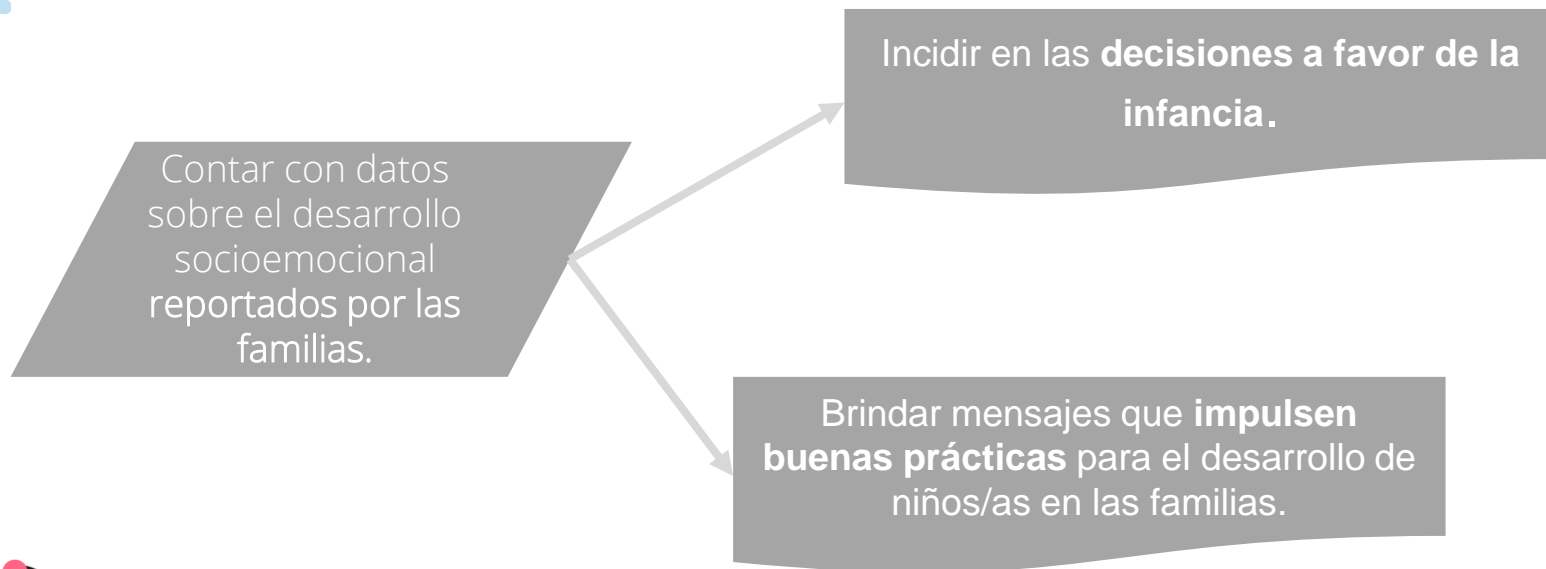 Incidir en las decisiones a favor de la
infancia.
Contar con datos
sobre el desarrollo
socioemocional
reportados por las
familias.
Brindar mensajes que impulsen
buenas prácticas para el desarrollo de
niños/as en las familias.